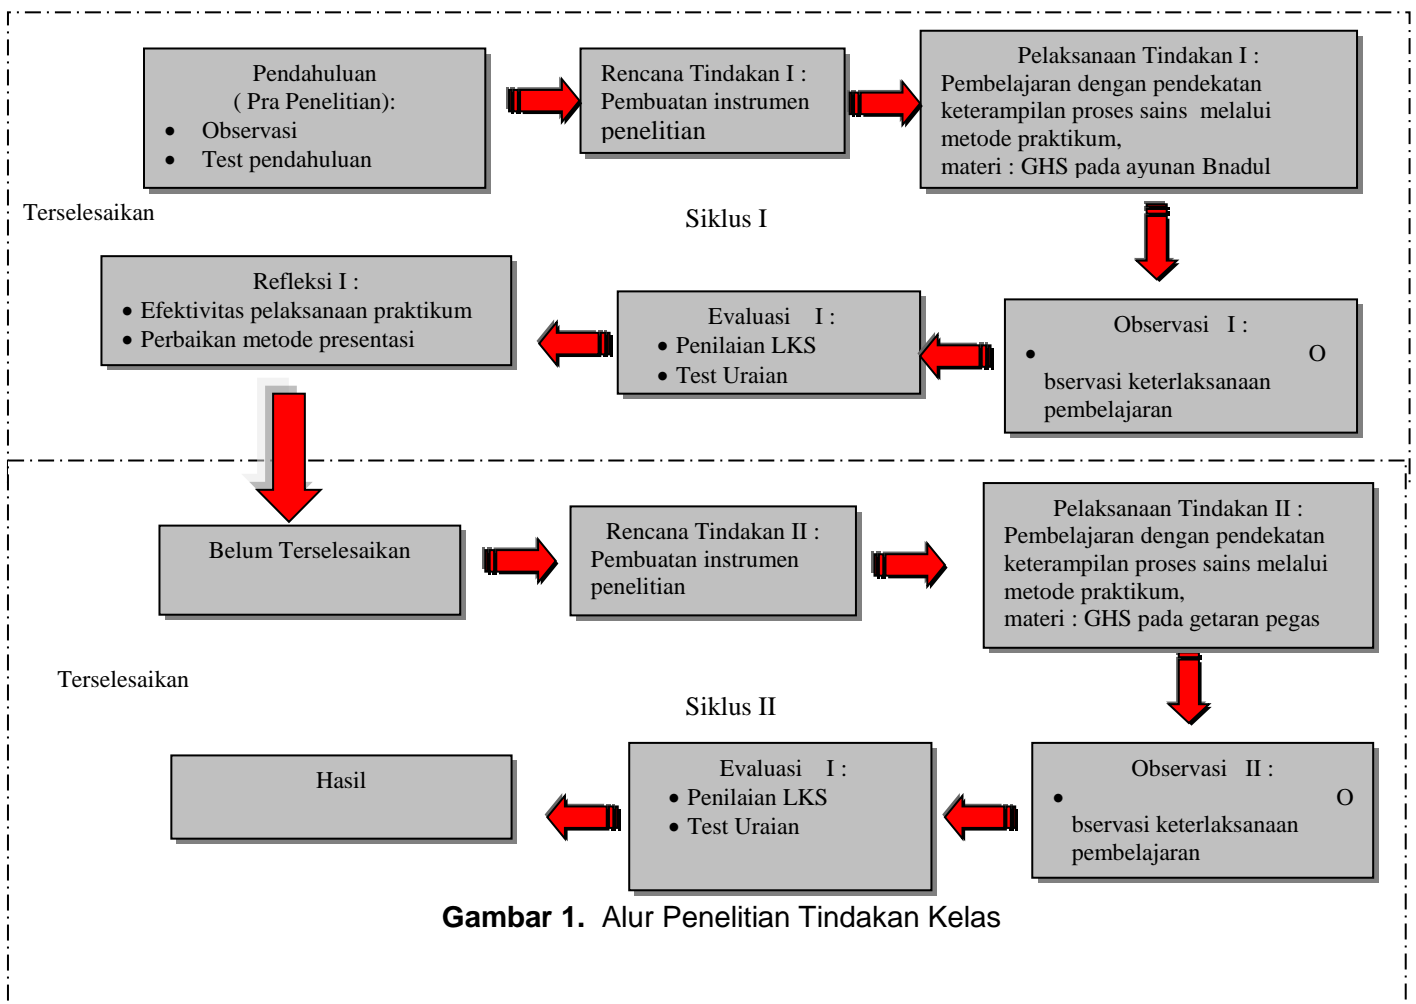 Pendahuluan
( Pra Penelitian):
• Observasi
• Test pendahuluan
Rencana Tindakan I :
Pembuatan instrumen
penelitian
Pelaksanaan Tindakan I :
Pembelajaran dengan pendekatan
keterampilan proses sains melalui
metode praktikum,
materi : GHS pada ayunan Bnadul
Terselesaikan
Siklus I
Refleksi I :
• Efektivitas pelaksanaan praktikum
• Perbaikan metode presentasi
Evaluasi I :
• Penilaian LKS
• Test Uraian
Observasi I :
• O
bservasi keterlaksanaan
pembelajaran
Belum Terselesaikan
Rencana Tindakan II :
Pembuatan instrumen
penelitian
Pelaksanaan Tindakan II :
Pembelajaran dengan pendekatan
keterampilan proses sains melalui
metode praktikum,
materi : GHS pada getaran pegas
Terselesaikan
Siklus II
Hasil
Evaluasi I :
• Penilaian LKS
• Test Uraian
Observasi II :
• O
bservasi keterlaksanaan
pembelajaran
Gambar 1. Alur Penelitian Tindakan Kelas